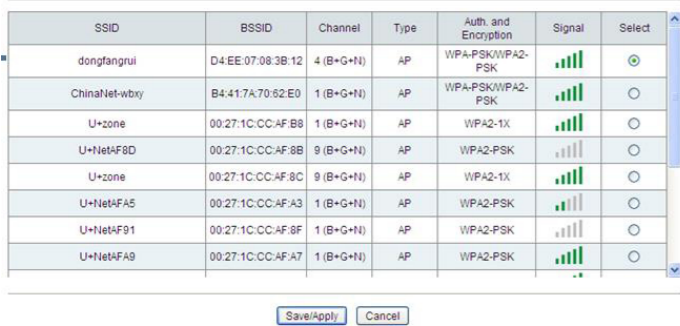 SSID BSSID Channel Type Auth. and Encryption Signal Select
dongfangrui D4:EE:07:08:3B:12 4 (B+G+N) AP WPA-PSK/WPA2-PSK
ChinaNet-wbxy B4:41:7A:70:62:E0 1 (B+G+N) AP WPA-PSK/WPA2-PSK
U+zone 00:27:1C:CC:AF:B8 1 (B+G+N) AP WPA2-1X
U+NetAF8D 00:27:1C:CC:AF:8B 9 (B+G+N) AP WPA2-PSK
U+zone 00:27:1C:CC:AF:8C 9 (B+G+N) AP WPA2-1X
U+NetAFA5 00:27:1C:CC:AF:A3 1 (B+G+N) AP WPA2-PSK
U+NetAF91 00:27:1C:CC:AF:8F 1 (B+G+N) AP WPA2-PSK
U+NetAFA9 00:27:1C:CC:AF:A7 1 (B+G+N) AP WPA2-PSK
Save/Apply Cancel